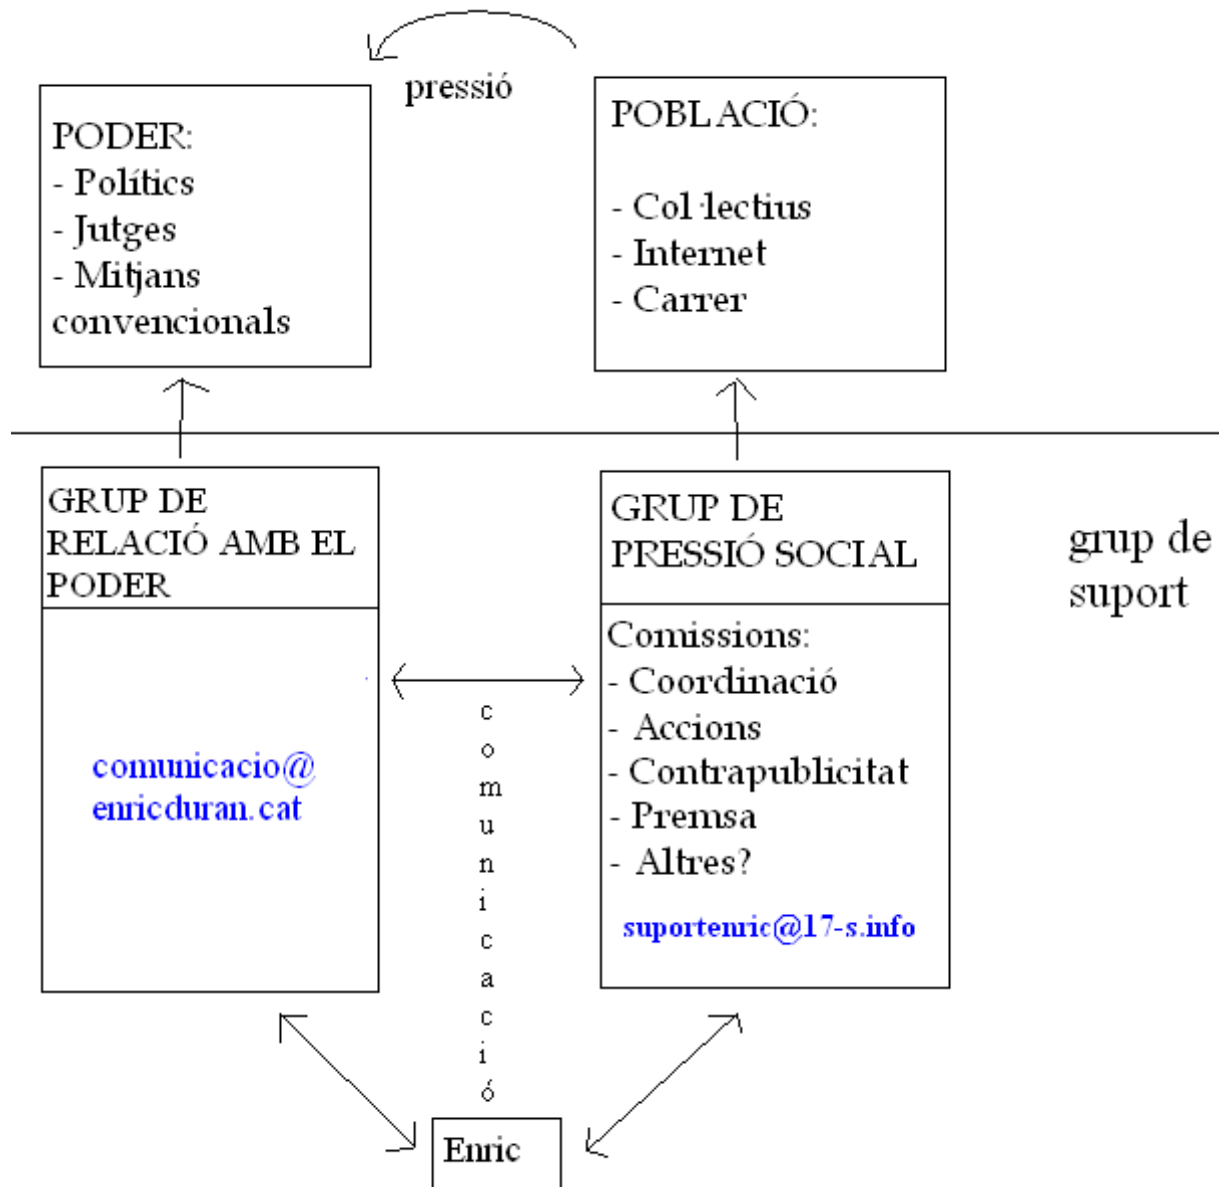 pressió
PODER:
- Polítics
- Jutges
- Mitjans
convencionals
POBLACIÓ:
- Col·lectius
- Internet
- Carrer
GRUP DE
RELACIÓ AMB EL
PODER
comunicacio@
enricduran.cat
comunicació
GRUP DE
PRESSIÓ SOCIAL
Comissions:
- Coordinació
- Accions
- Contrapublicitat
- Premsa
- Altres?
suportenric@17-s.info
grup de
suport
Enric